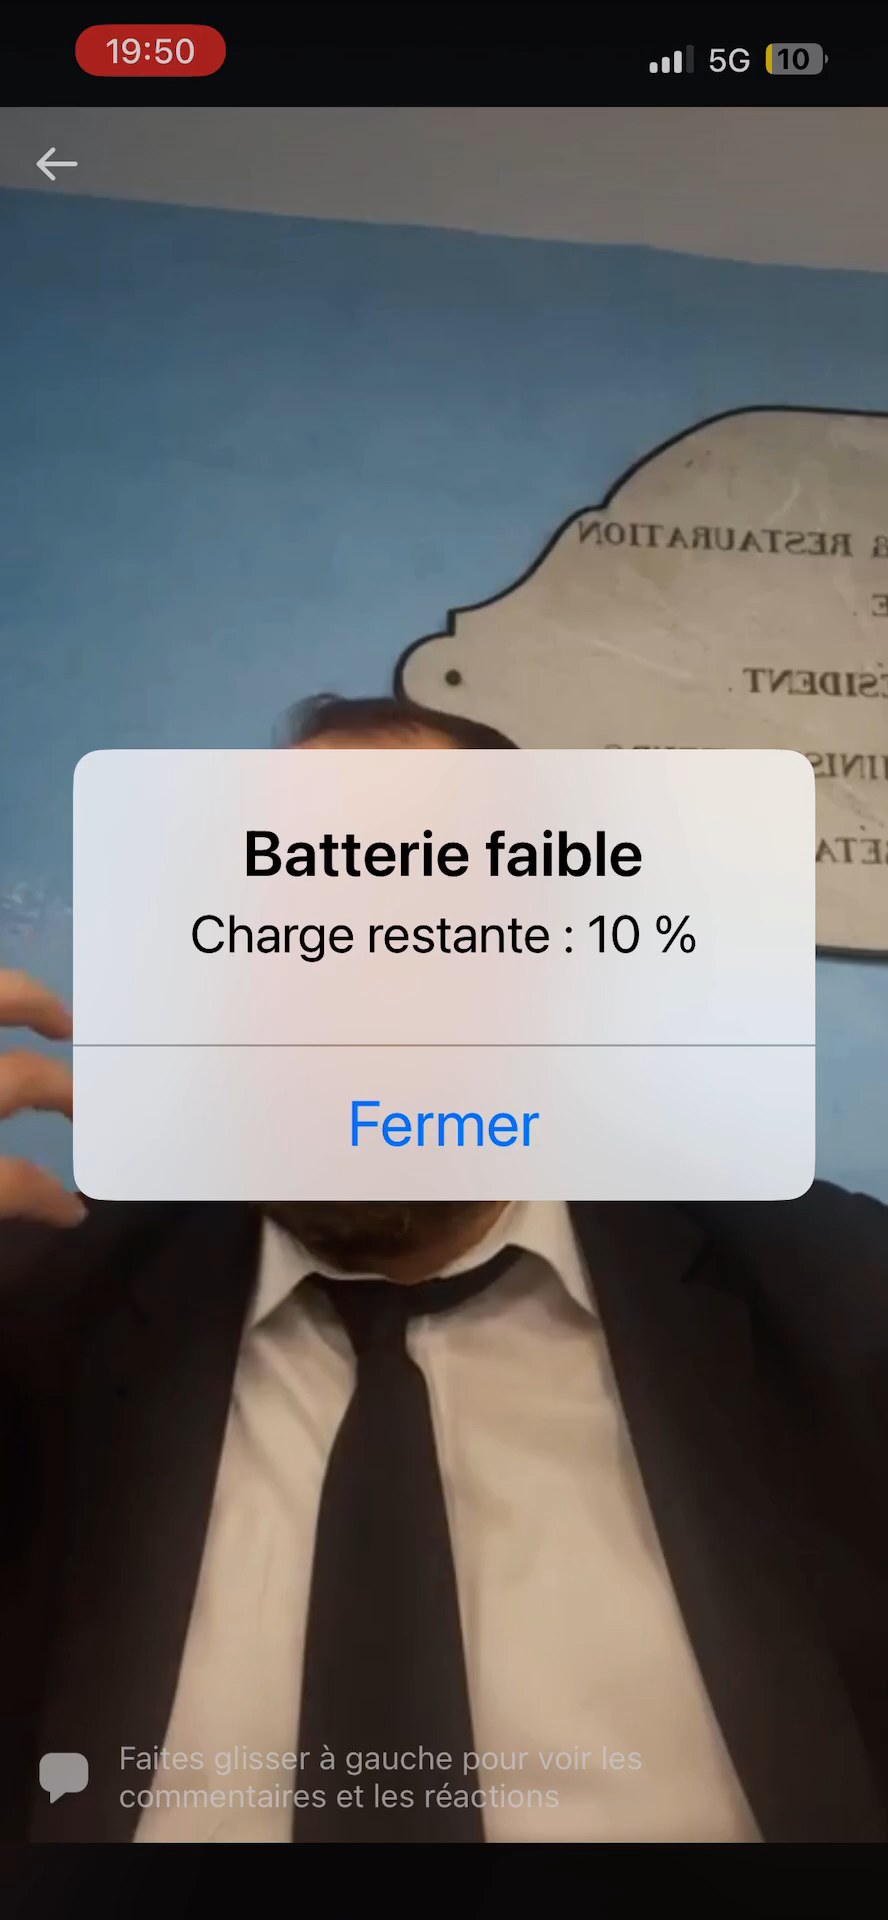 19:50
5G
10
& RESTAURATION
Batterie faible
Charge restante : 10 %
Fermer
Faites glisser à gauche pour voir les
commentaires et les réactions